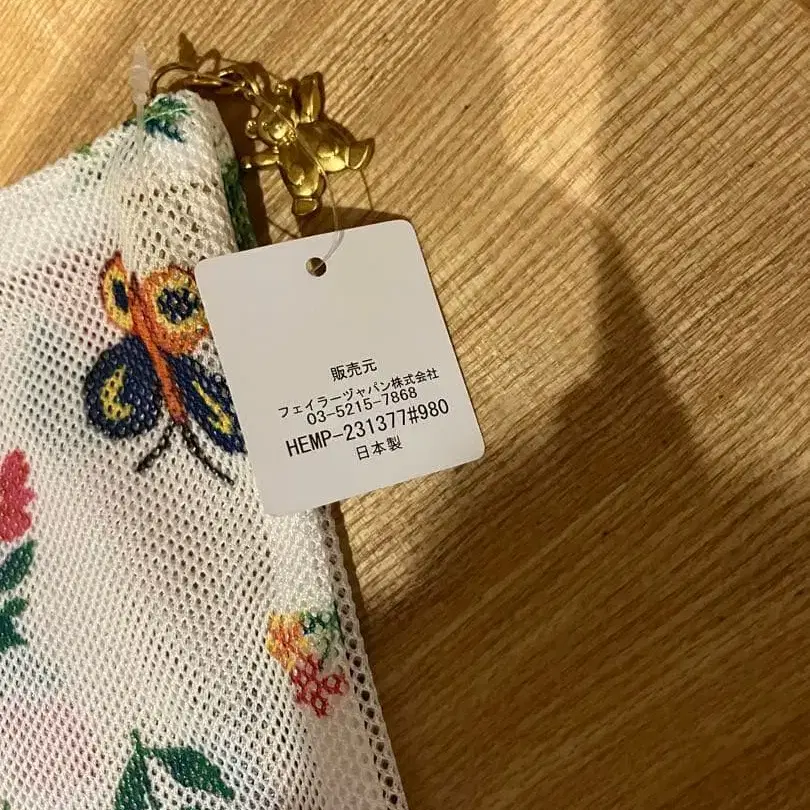 販売元
フェイラージャパン株式会社
03-5215-7868
HEMP-231377#980
日本製